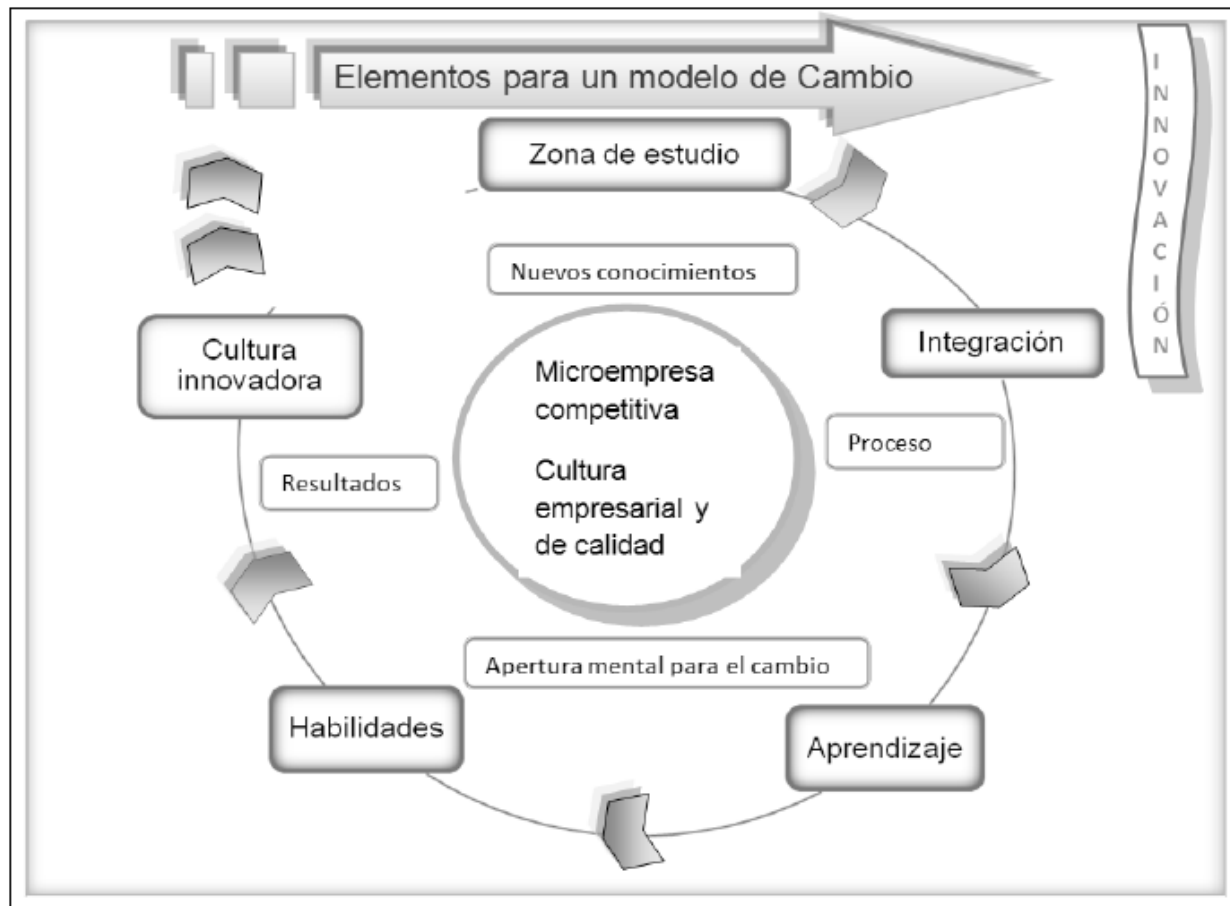 Elementos para un modelo de Cambio
INNOVACIÓN
Zona de estudio
Nuevos conocimientos
Integración
Cultura
innovadora
Microempresa
competitiva
Cultura
empresarial y
de calidad
Proceso
Resultados
Apertura mental para el cambio
Habilidades
Aprendizaje